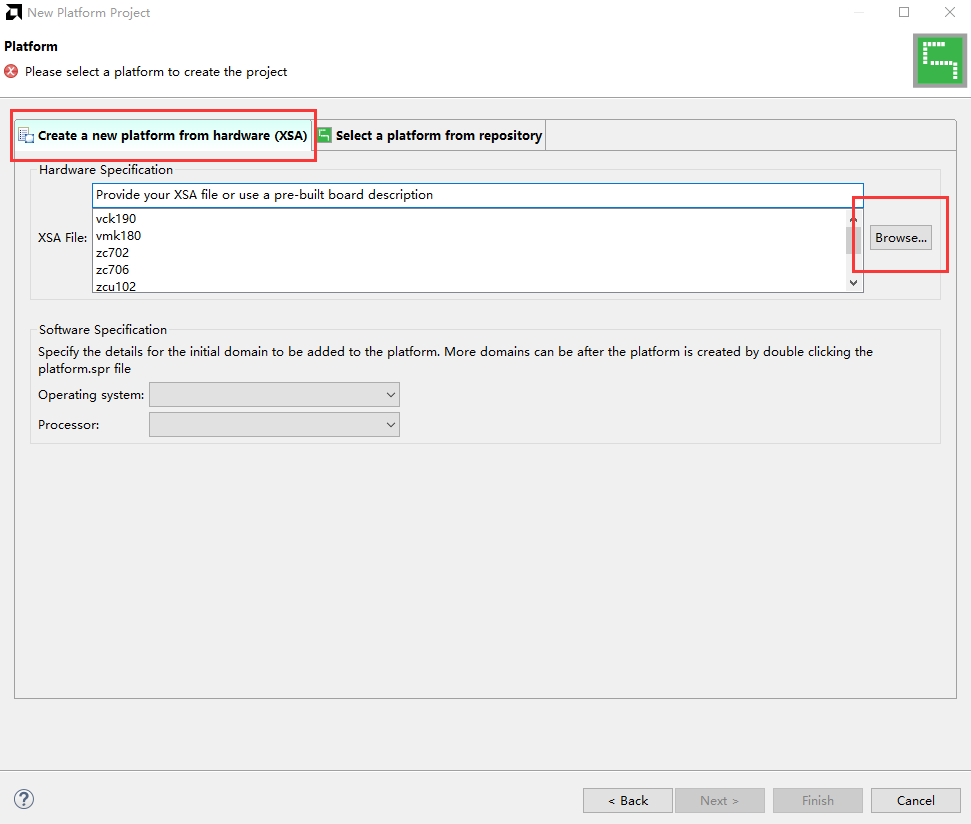 New Platform Project
Platform
Please select a platform to create the project
Create a new platform from hardware (XSA)
Select a platform from repository
Hardware Specification
Provide your XSA file or use a pre-built board description
XSA File:
vck190
vmk180
zc702
zc706
zcu102
Browse...
Software Specification
Specify the details for the initial domain to be added to the platform. More domains can be after the platform is created by double clicking the
platform.spr file
Operating system:
Processor:
?
< Back
Next >
Finish
Cancel